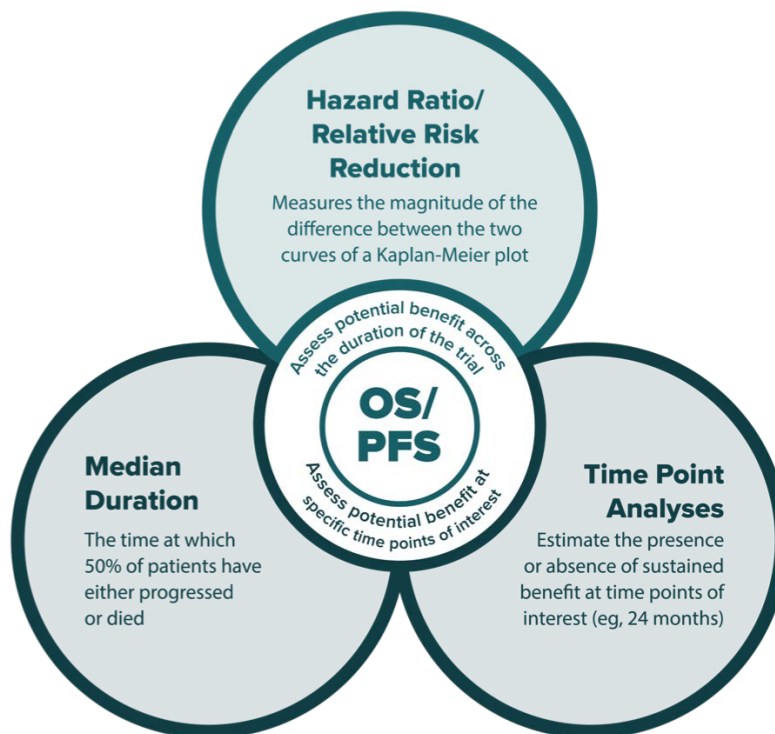 Hazard Ratio/
Relative Risk
Reduction
Measures the magnitude of the
difference between the two
curves of a Kaplan-Meier plot
Assess potential benefit across
the duration of the trial
OS/
PFS
Assess potential benefit at
specific time points of interest
Median
Duration
The time at which
50% of patients have
either progressed
or died
Time Point
Analyses
Estimate the presence
or absence of sustained
benefit at time points of
interest (eg, 24 months)